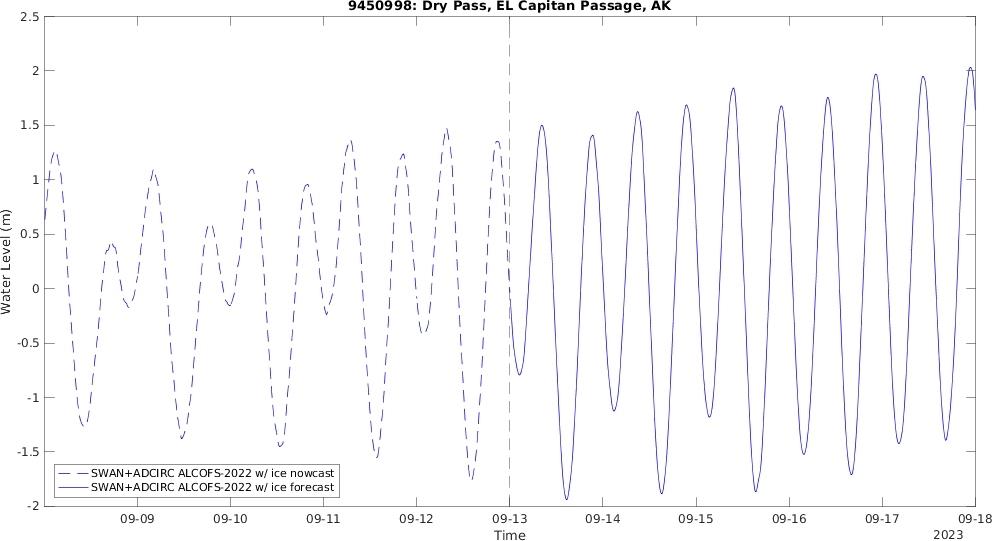 9450998: Dry Pass, EL Capitan Passage, AK
2.5
2
1.5
1
0.5
0
-0.5
-1
-1.5
-2
Water Level (m)
SWAN+ADCIRC ALCOFS-2022 w/ ice nowcast
SWAN+ADCIRC ALCOFS-2022 w/ ice forecast
09-09 09-10 09-11 09-12 09-13 09-14 09-15 09-16 09-17 09-18
Time
2023